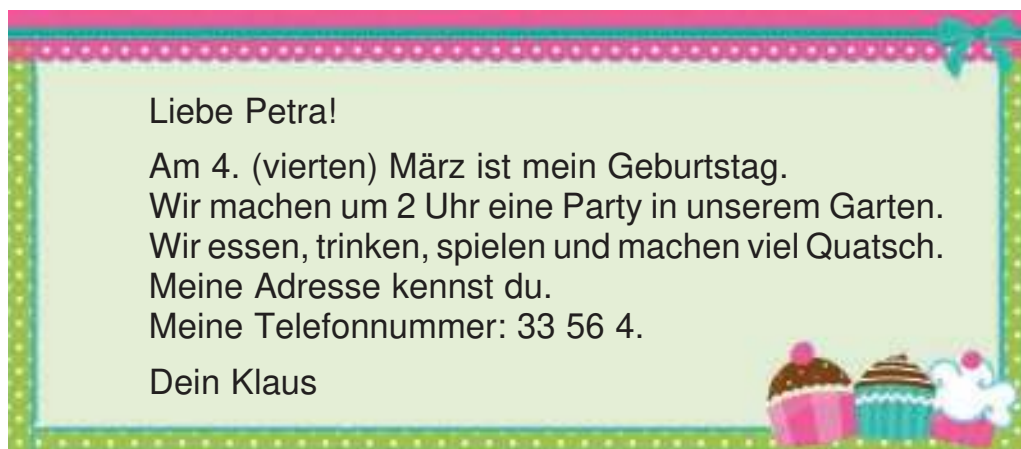 Liebe Petra!
Am 4. (vierten) März ist mein Geburtstag.
Wir machen um 2 Uhr eine Party in unserem Garten.
Wir essen, trinken, spielen und machen viel Quatsch.
Meine Adresse kennst du.
Meine Telefonnummer: 33 56 4.
Dein Klaus